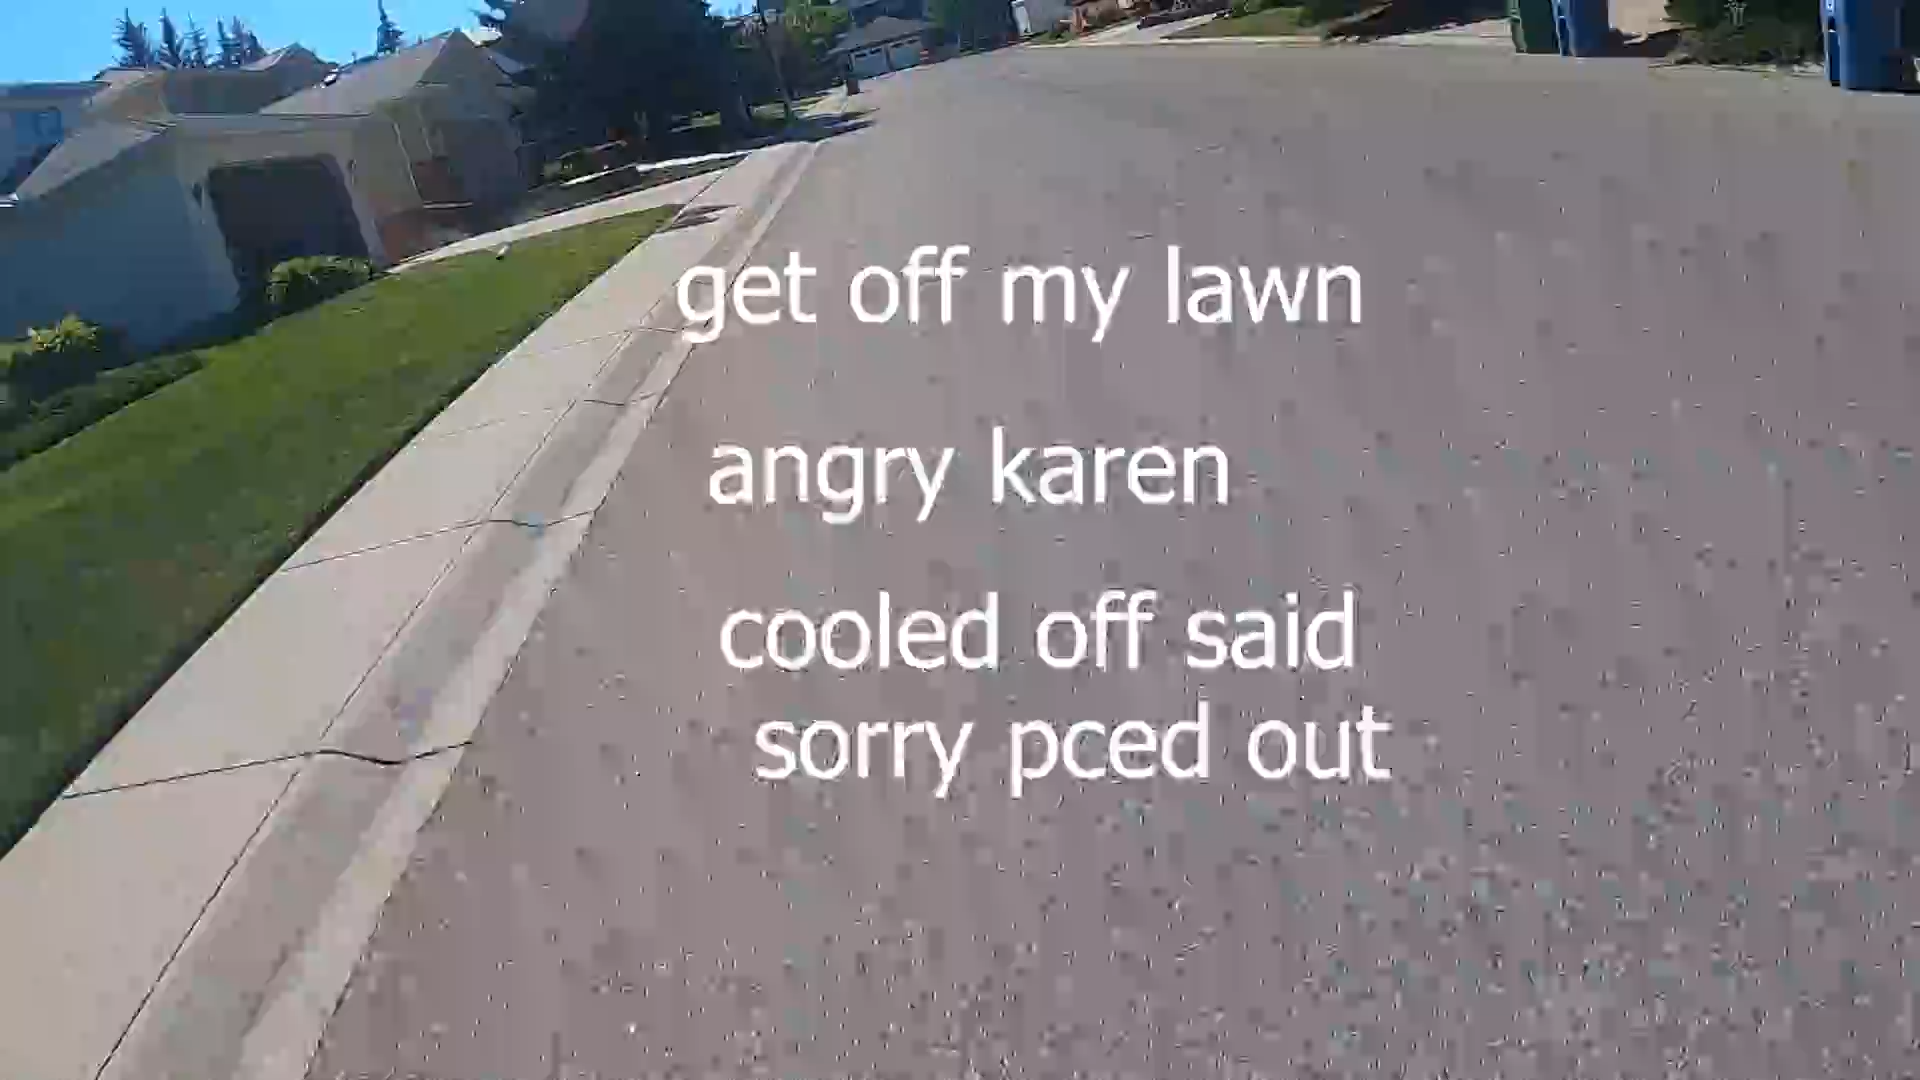 get off my lawn
angry karen
cooled off said
sorry pced out